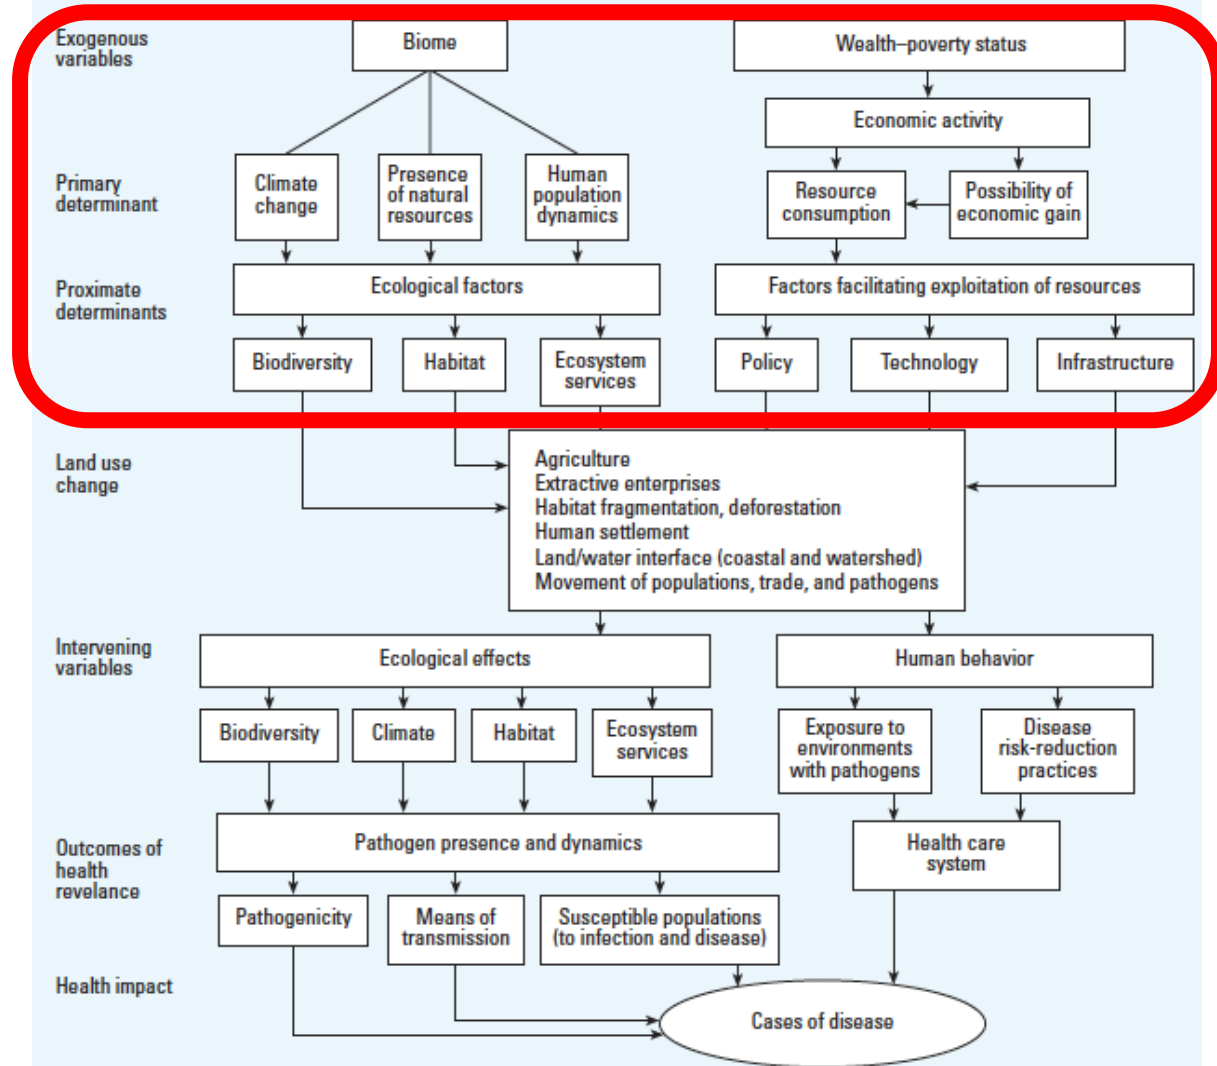 Exogenous
variables
Biome
Wealth–poverty status
Economic activity
Primary
determinant
Climate
change
Presence
of natural
resources
Human
population
dynamics
Resource
consumption
Possibility of
economic gain
Proximate
determinants
Ecological factors
Factors facilitating exploitation of resources
Biodiversity
Habitat
Ecosystem
services
Policy
Technology
Infrastructure
Land use
change
Agriculture
Extractive enterprises
Habitat fragmentation, deforestation
Human settlement
Land/water interface (coastal and watershed)
Movement of populations, trade, and pathogens
Intervening
variables
Ecological effects
Human behavior
Biodiversity
Climate
Habitat
Ecosystem
services
Exposure to
environments
with pathogens
Disease
risk-reduction
practices
Outcomes of
health
revelance
Pathogen presence and dynamics
Health care
system
Pathogenicity
Means of
transmission
Susceptible populations
(to infection and disease)
Health impact
Cases of disease